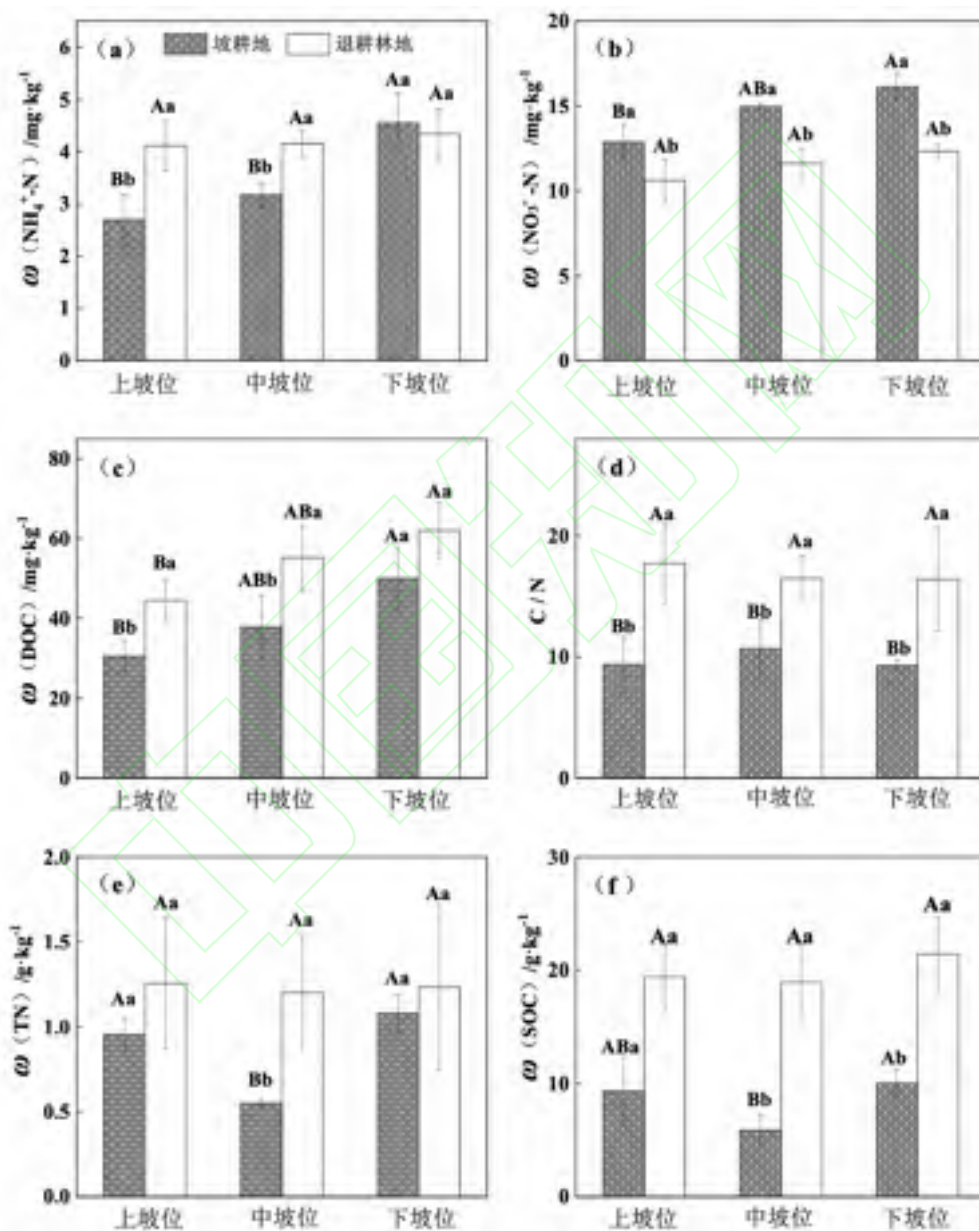 (a) 坡耕地 退耕林地
ω（NH₄⁺-N）/mg·kg⁻¹
6
5
4
3
2
1
0
Bb Aa Bb Aa Aa Aa
上坡位 中坡位 下坡位
(b)
ω（NO₃⁻-N）/mg·kg⁻¹
20
15
10
5
0
Ba Ab ABa Ab Aa Ab
上坡位 中坡位 下坡位
(c)
ω（DOC）/mg·kg⁻¹
80
60
40
20
0
Bb Ba ABb ABa Aa Aa
上坡位 中坡位 下坡位
(d)
C / N
20
10
0
Bb Aa Bb Aa Bb Aa
上坡位 中坡位 下坡位
(e)
ω（TN）/g·kg⁻¹
2.0
1.5
1.0
0.5
0.0
Aa Aa Bb Aa Aa Aa
上坡位 中坡位 下坡位
(f)
ω（SOC）/g·kg⁻¹
30
20
10
0
ABa Aa Bb Aa Ab Aa
上坡位 中坡位 下坡位